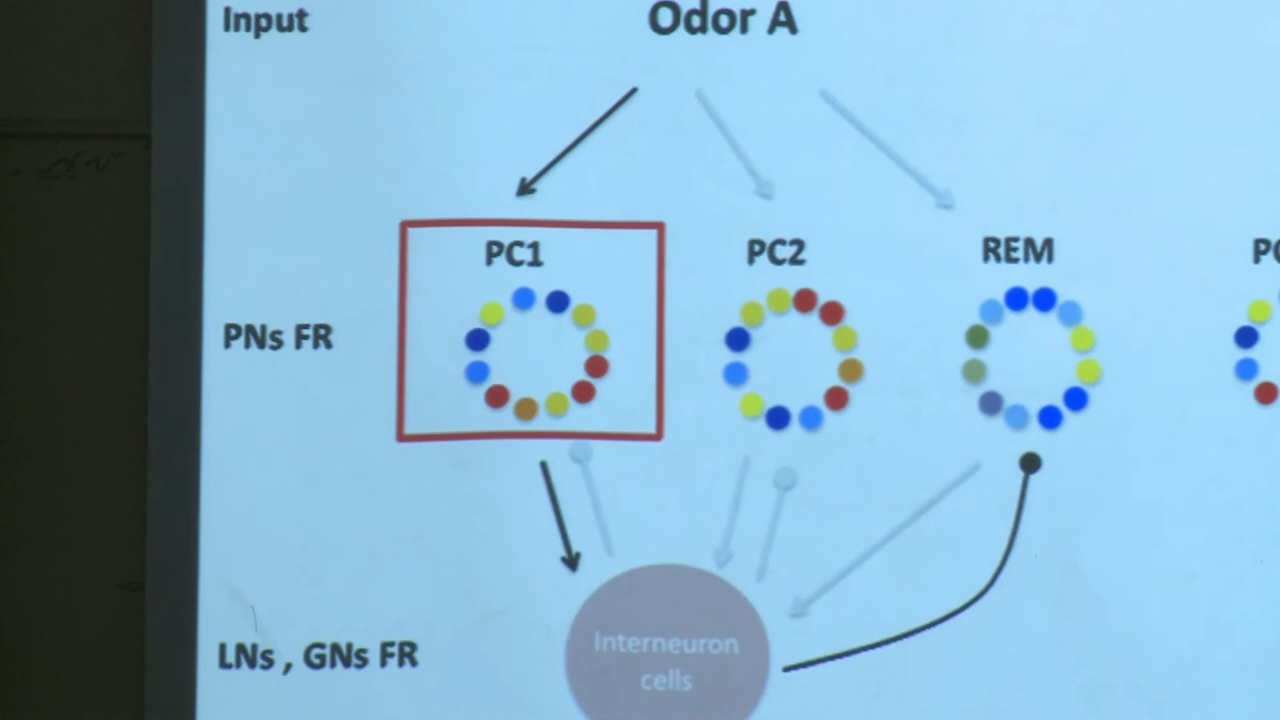 Input
Odor A
PC1
PC2
REM
PNs FR
Interneuron
cells
LNs , GNs FR